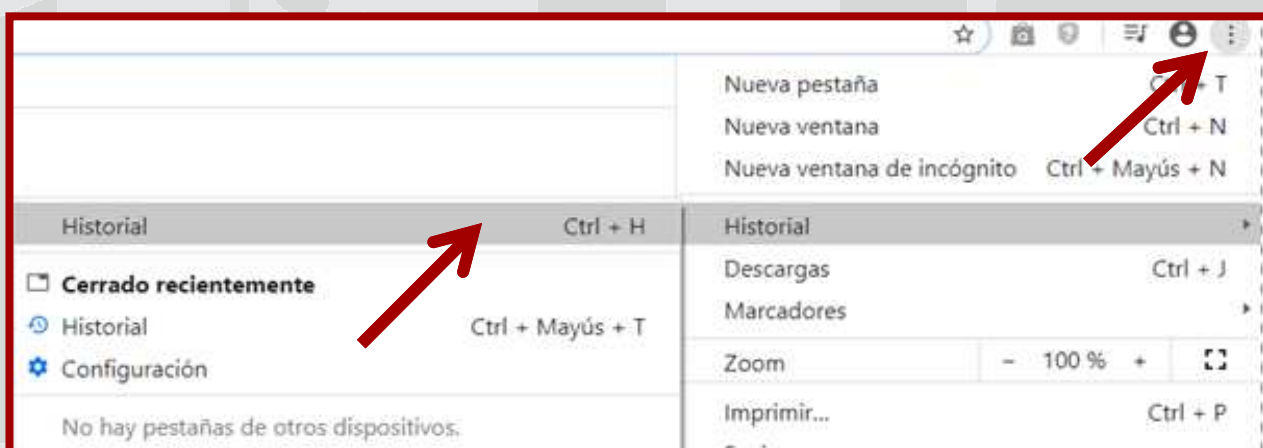 Nueva pestaña
Nueva ventana Ctrl + N
Nueva ventana de incógnito Ctrl + Mayús + N
Historial Ctrl + H
Cerrado recientemente
Historial Ctrl + Mayús + T
Configuración
No hay pestañas de otros dispositivos.
Historial
Descargas Ctrl + J
Marcadores
Zoom - 100 % +
Imprimir... Ctrl + P